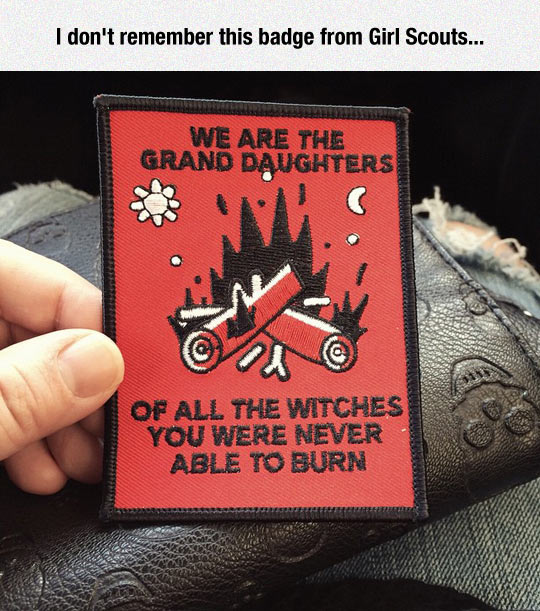 I don't remember this badge from Girl Scouts...
WE ARE THE
GRAND DAUGHTERS
OF ALL THE WITCHES
YOU WERE NEVER
ABLE TO BURN